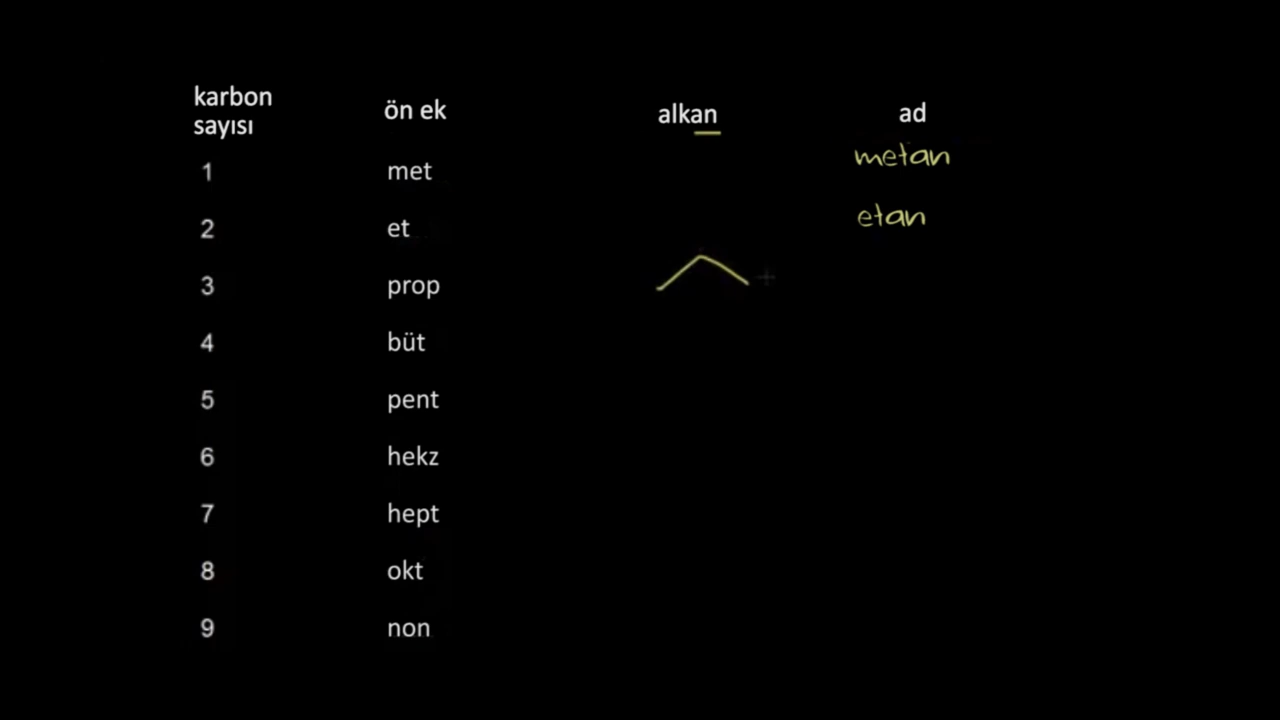 karbon sayısı ön ek alkan ad
1 met metan
2 et etan
3 prop
4 büt
5 pent
6 hekz
7 hept
8 okt
9 non